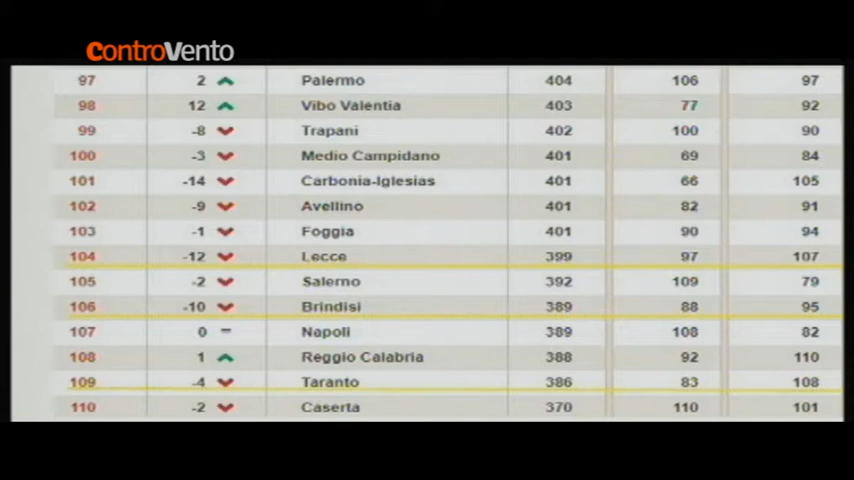 controvento
97 2 Palermo 404 106 97
98 12 Vibo Valentia 403 77 92
99 -8 Trapani 402 100 90
100 -3 Medio Campidano 401 69 84
101 -14 Carbonia-Iglesias 401 66 105
102 -9 Avellino 401 82 91
103 -1 Foggia 401 90 94
104 -12 Lecce 399 97 107
105 -2 Salerno 392 109 79
106 -10 Brindisi 389 88 95
107 0 = Napoli 389 108 82
108 1 Reggio Calabria 388 92 110
109 -4 Taranto 386 83 108
110 -2 Caserta 370 110 101